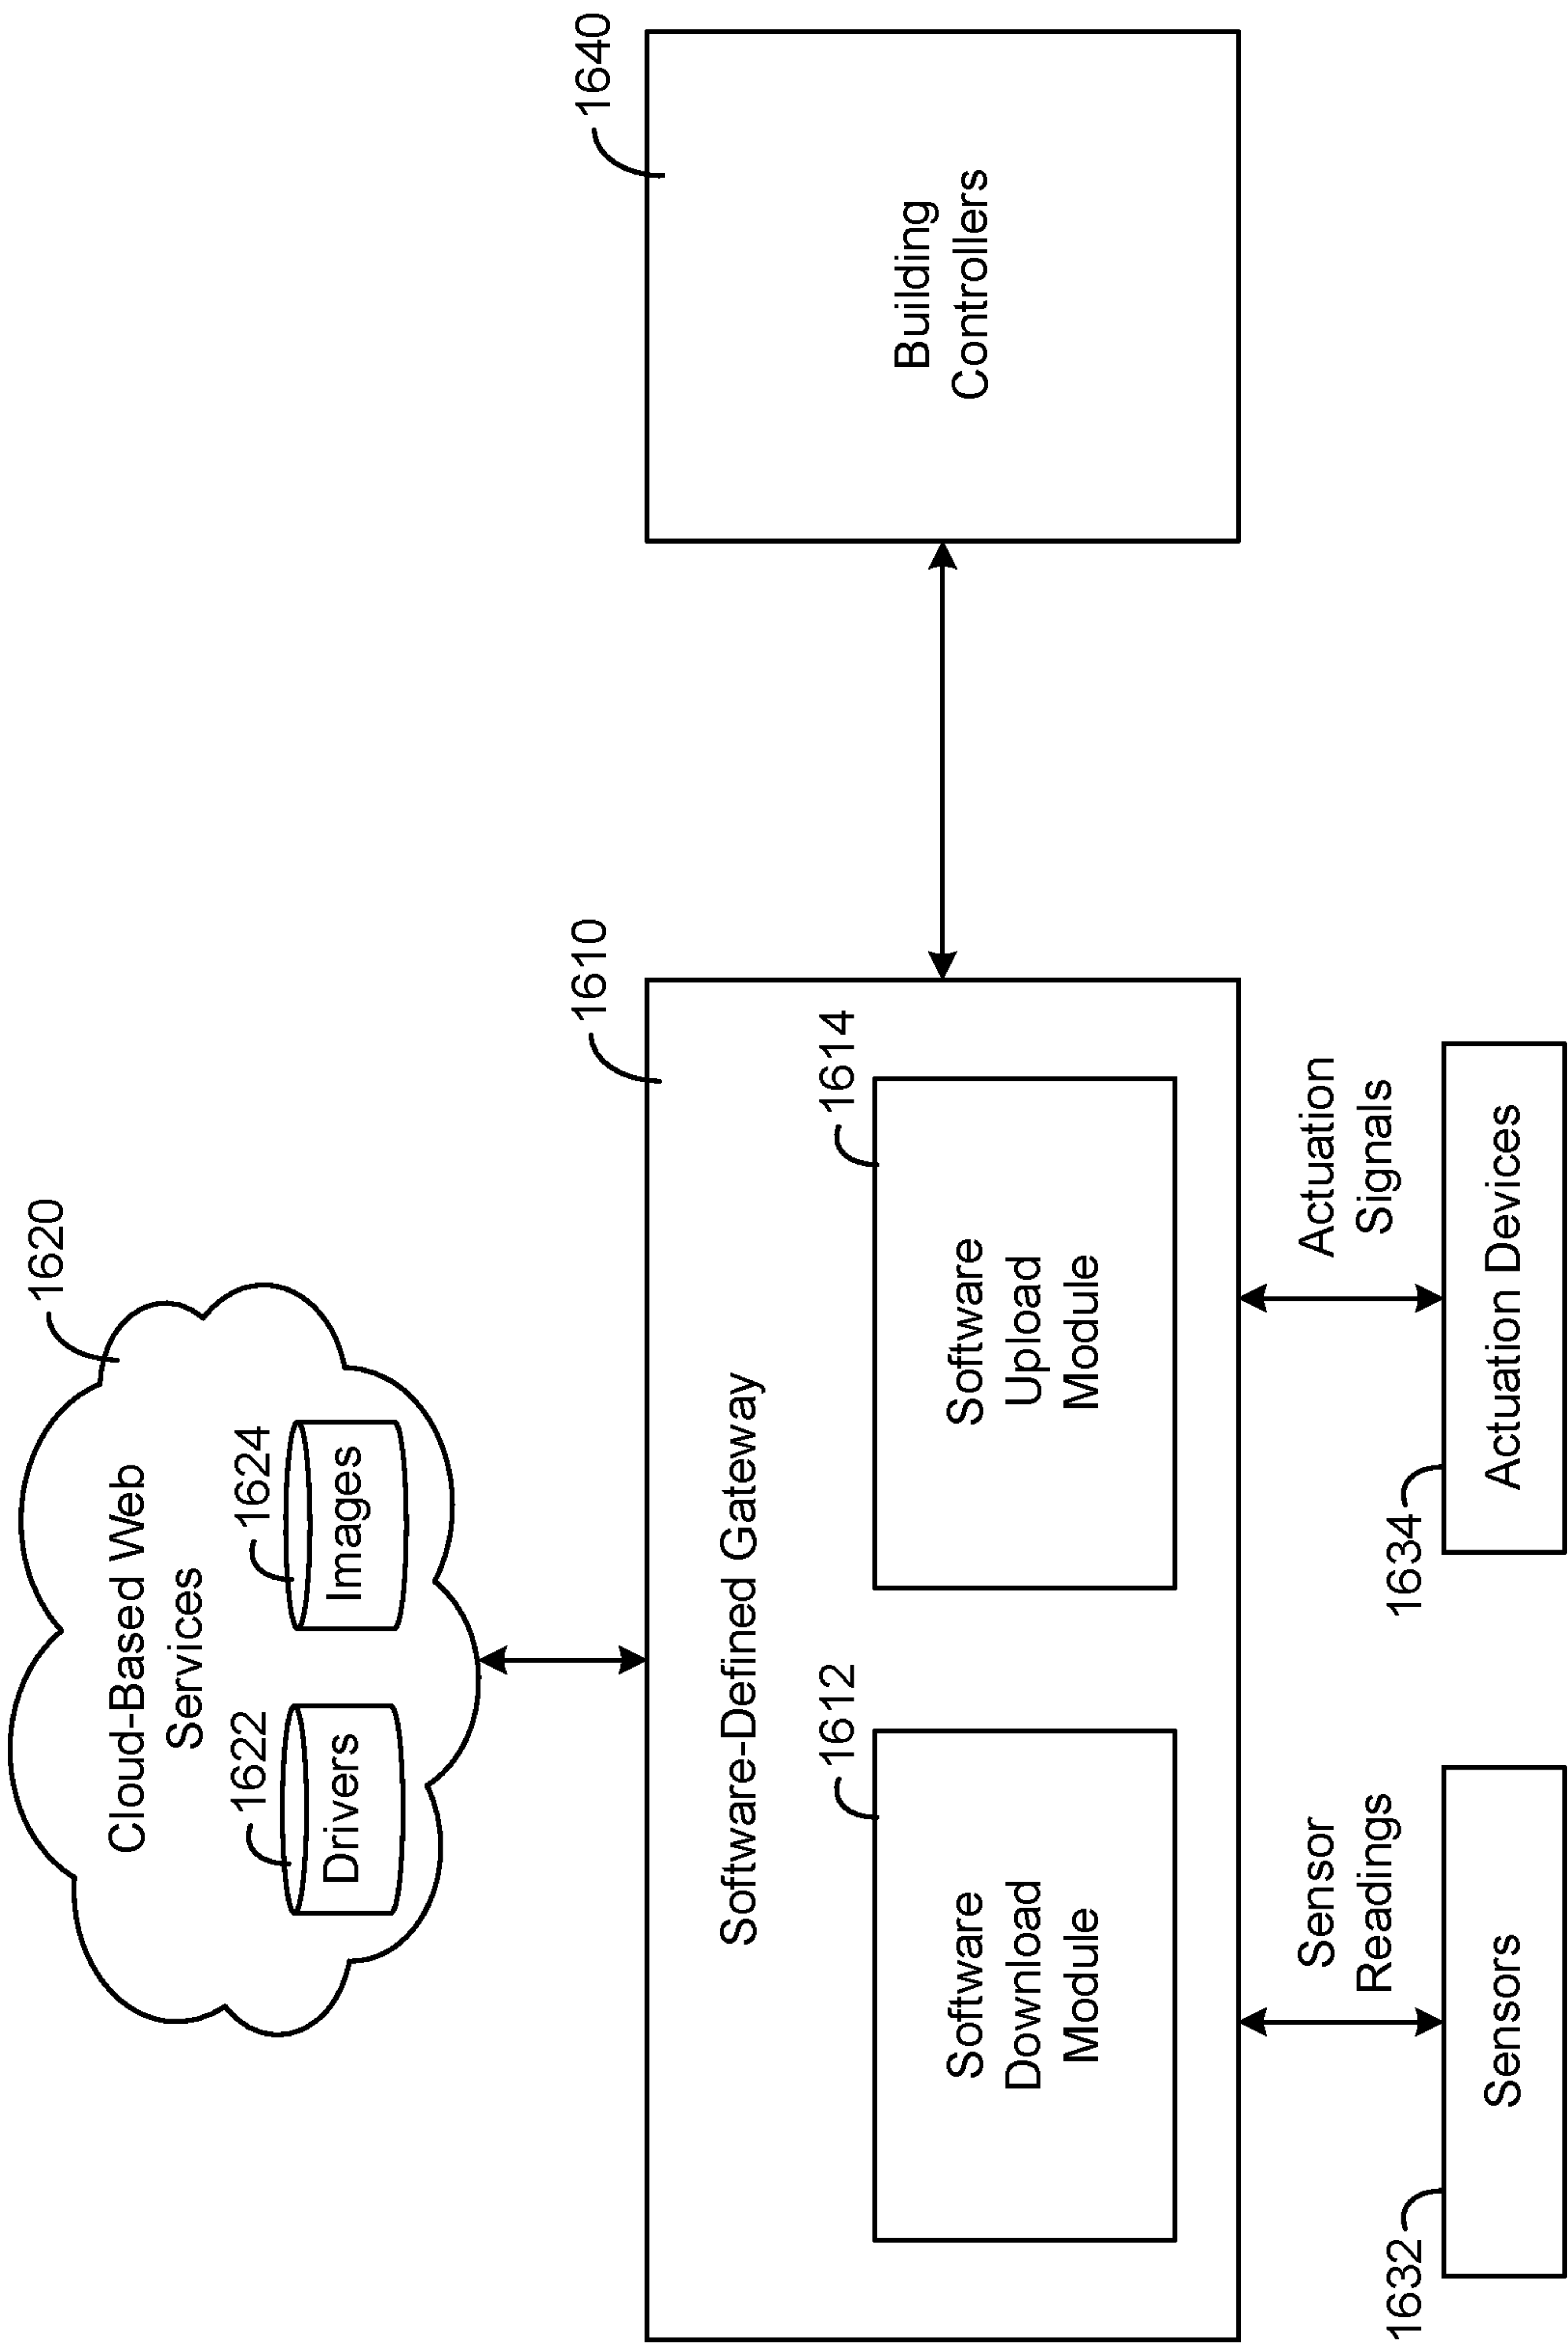 1620
Cloud-Based Web
Services
1622
Drivers
1624
Images
1610
Software-Defined Gateway
1612
Software
Download
Module
1614
Software
Upload
Module
1640
Building
Controllers
Sensor
Readings
Actuation
Signals
1632
Sensors
1634
Actuation Devices